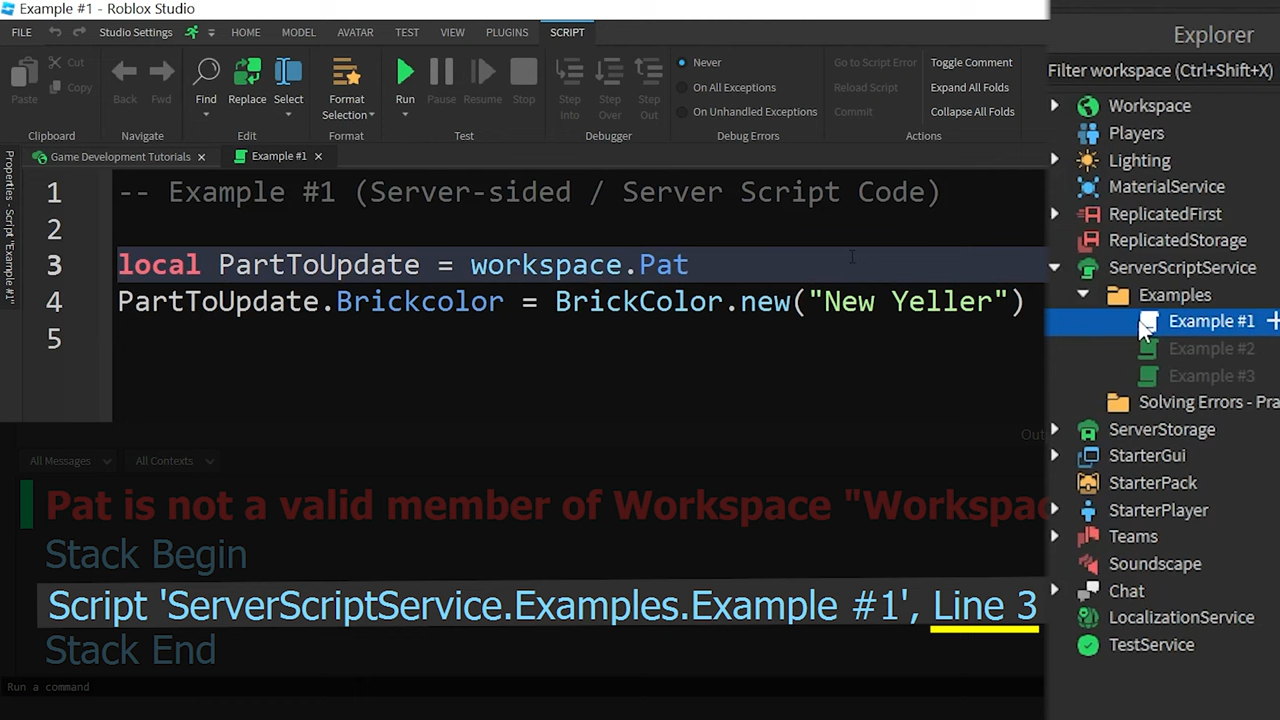 Example #1 - Roblox Studio
FILE Studio Settings HOME MODEL AVATAR TEST VIEW PLUGINS SCRIPT
Paste Cut Copy
Back Fwd
Find Replace Select
Format Selection
Run Pause Resume Stop
Step Into Step Over Step Out
Never
On All Exceptions
On Unhandled Exceptions
Go to Script Error
Reload Script
Commit
Toggle Comment
Expand All Folds
Collapse All Folds
Clipboard Navigate Edit Format Test Debugger Debug Errors Actions
Game Development Tutorials × Example #1 ×
Properties - Script "Example #1"
1 -- Example #1 (Server-sided / Server Script Code)
2
3 local PartToUpdate = workspace.Pat
4 PartToUpdate.Brickcolor = BrickColor.new("New Yeller")
5
Out
All Messages All Contexts
Pat is not a valid member of Workspace "Workspac
Stack Begin
Script 'ServerScriptService.Examples.Example #1', Line 3
Stack End
Run a command
Explorer
Filter workspace (Ctrl+Shift+X)
Workspace
Players
Lighting
MaterialService
ReplicatedFirst
ReplicatedStorage
ServerScriptService
Examples
Example #1 +
Example #2
Example #3
Solving Errors - Pra
ServerStorage
StarterGui
StarterPack
StarterPlayer
Teams
Soundscape
Chat
LocalizationService
TestService